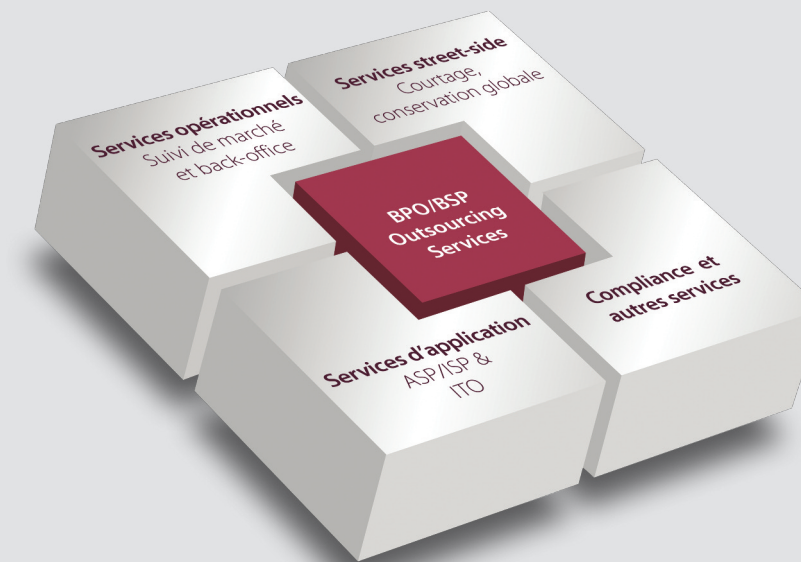 Services opérationnels
Suivi de marché
et back-office
Services street-side
Courtage,
conservation globale
BPO/BSP
Outsourcing
Services
Compliance et
autres services
Services d'application
ASP/ISP &
ITO